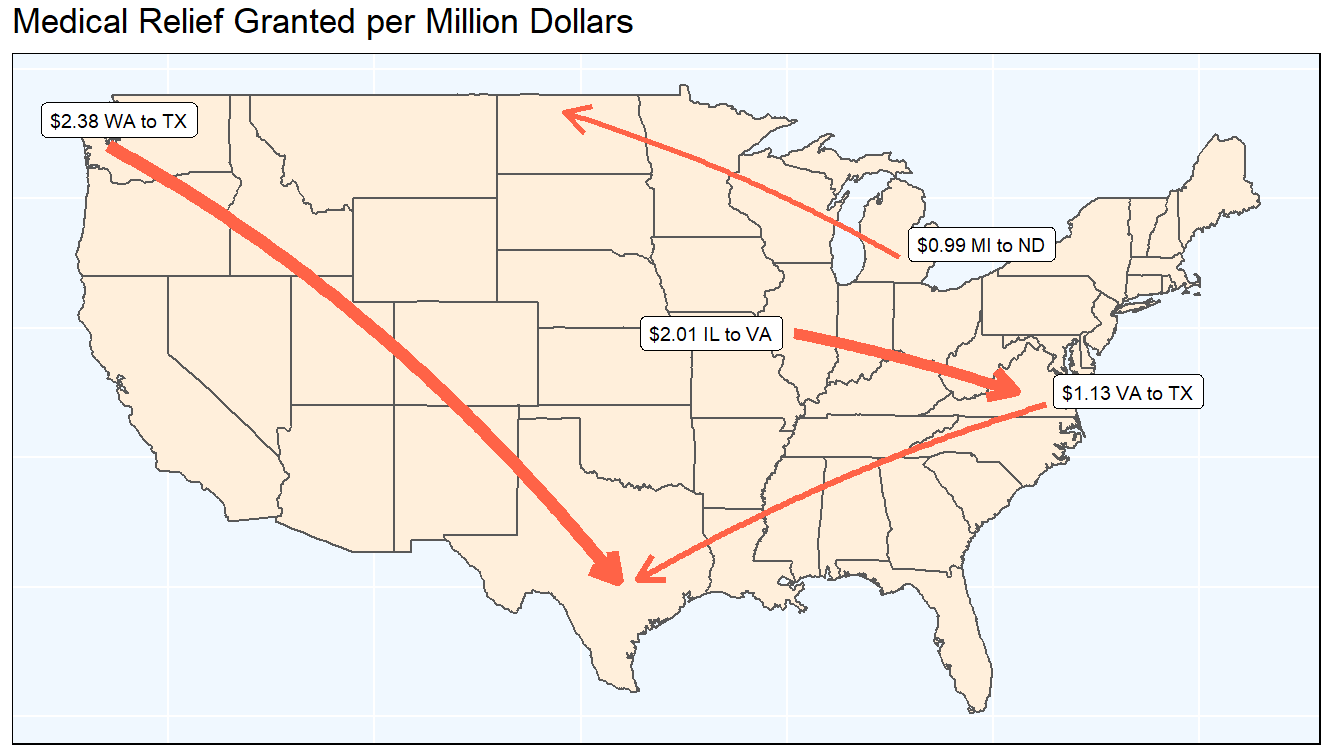 Medical Relief Granted per Million Dollars
$2.38 WA to TX
$0.99 MI to ND
$2.01 IL to VA
$1.13 VA to TX